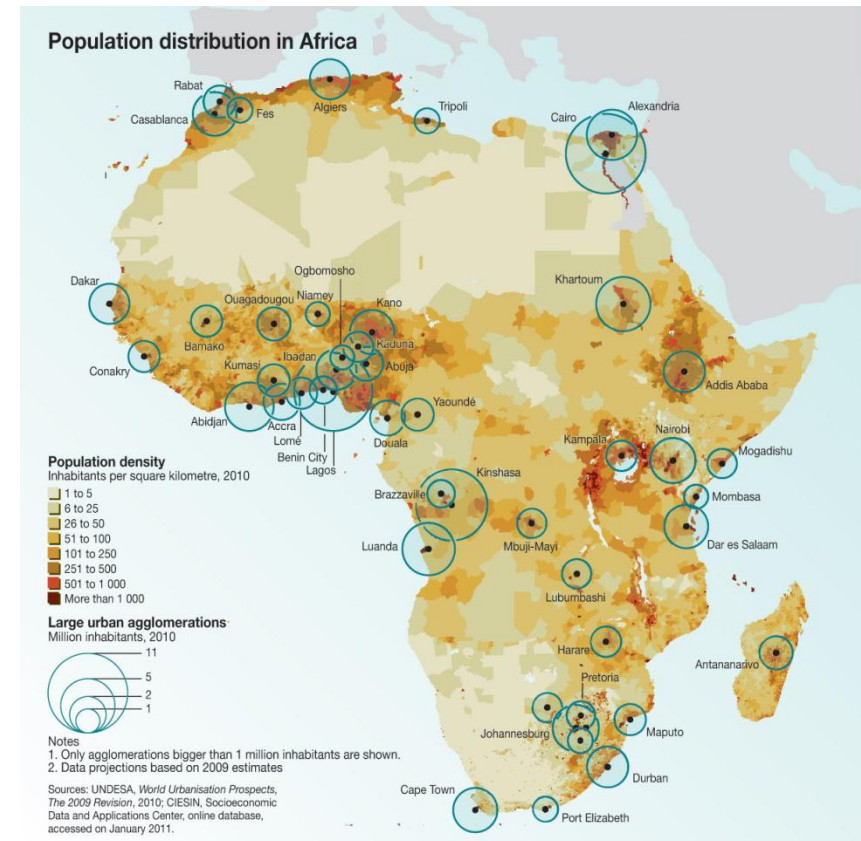 Population distribution in Africa
Rabat
Casablanca
Fes
Algiers
Tripoli
Cairo
Alexandria
Dakar
Conakry
Bamako
Ouagadougou
Niamey
Ogbomosho
Kano
Kaduna
Abuja
Ibadan
Kumasi
Abidjan
Accra
Lomé
Benin City
Lagos
Douala
Yaoundé
Khartoum
Addis Ababa
Kampala
Nairobi
Mogadishu
Mombasa
Dar es Salaam
Kinshasa
Brazzaville
Mbuji-Mayi
Luanda
Lubumbashi
Harare
Antananarivo
Pretoria
Johannesburg
Maputo
Durban
Cape Town
Port Elizabeth
Population density
Inhabitants per square kilometre, 2010
1 to 5
6 to 25
26 to 50
51 to 100
101 to 250
251 to 500
501 to 1 000
More than 1 000
Large urban agglomerations
Million inhabitants, 2010
11
5
2
1
Notes
1. Only agglomerations bigger than 1 million inhabitants are shown.
2. Data projections based on 2009 estimates
Sources: UNDESA, World Urbanisation Prospects,
The 2009 Revision, 2010; CIESIN, Socioeconomic
Data and Applications Center, online database,
accessed on January 2011.